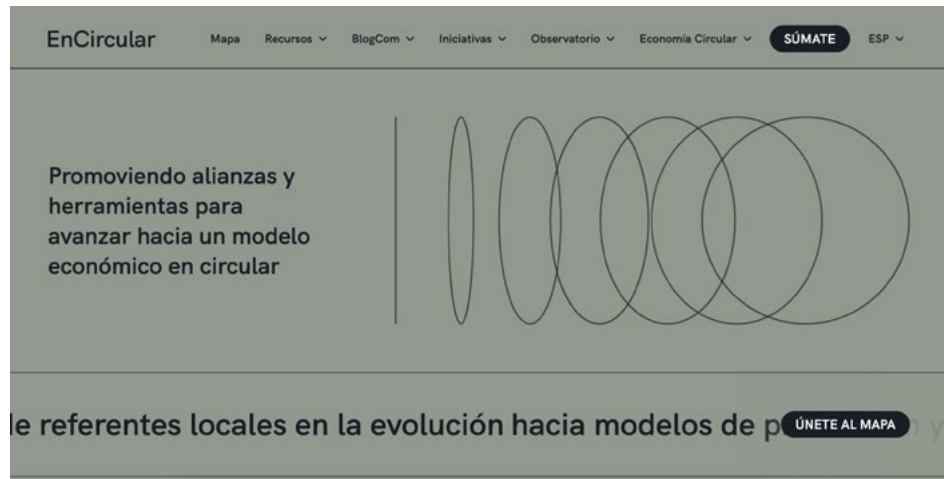 EnCircular
Mapa
Recursos
BlogCom
Iniciativas
Observatorio
Economía Circular
SÚMATE
ESP
Promoviendo alianzas y
herramientas para
avanzar hacia un modelo
económico en circular
referentes locales en la evolución hacia modelos de
ÚNETE AL MAPA